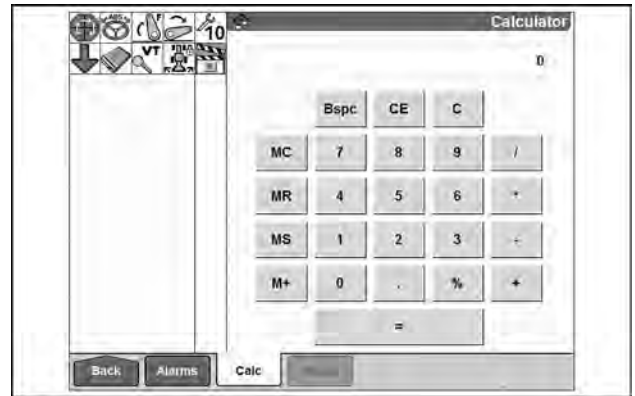 10
Calculator
VT
0
Bspc CE C
MC 7 8 9 /
MR 4 5 6 *
MS 1 2 3 -
M+ 0 . % +
=
Back Alarms Calc